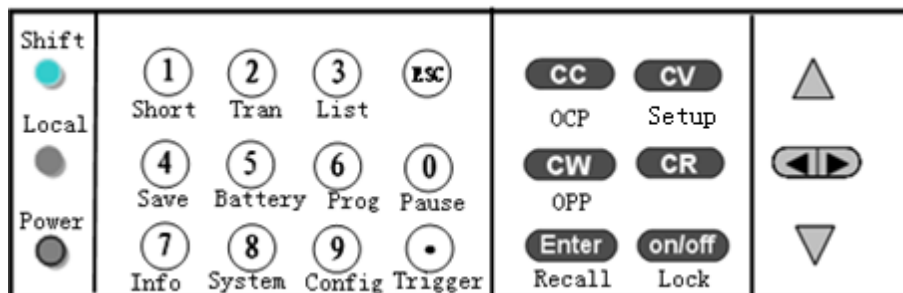 Shift
1 2 3 ESC CC CV
Short Tran List OCP Setup
Local
4 5 6 0 CW CR
Save Battery Prog Pause OPP
Power
7 8 9 • Enter on/off
Info System Config Trigger Recall Lock